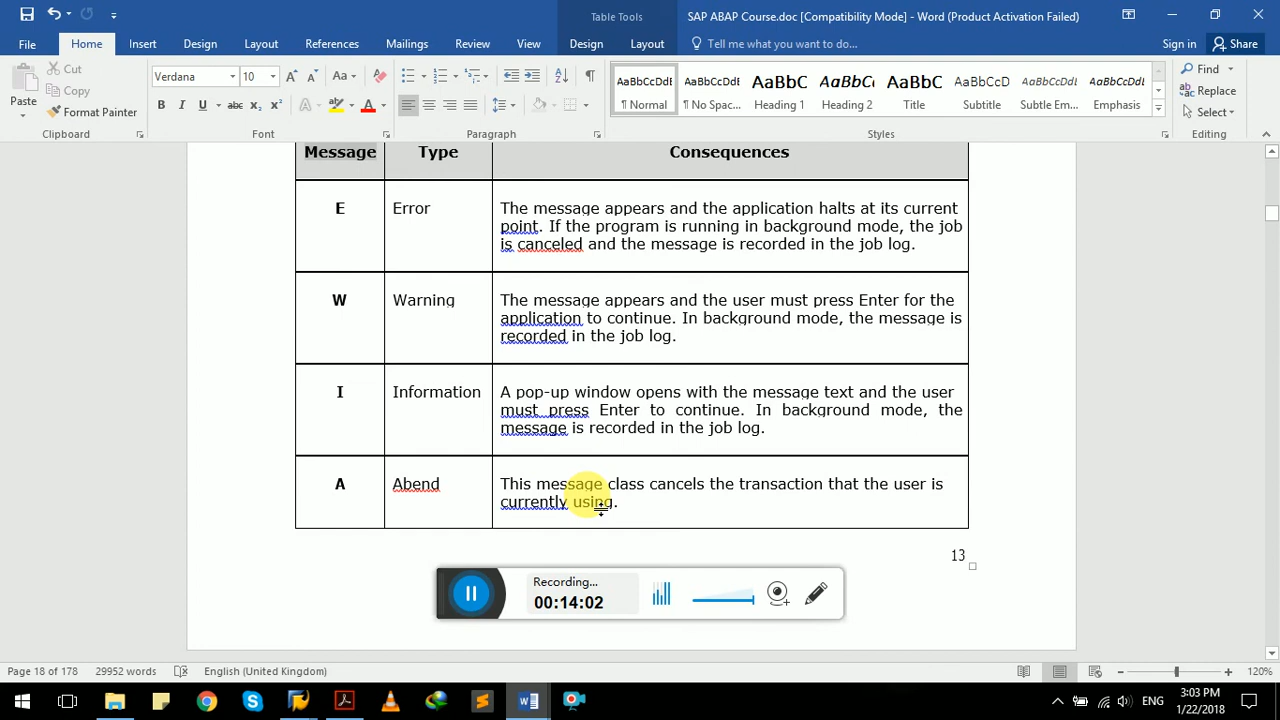 SAP ABAP Course.doc [Compatibility Mode] - Word (Product Activation Failed)
Table Tools
File Home Insert Design Layout References Mailings Review View Design Layout Tell me what you want to do... Sign in Share
Cut
Copy
Format Painter
Paste
Clipboard
Verdana 10
Font
Paragraph
AaBbCcDdE AaBbCcDdE AaBbC AaBbC AaBbC AaBbCcD AaBbCcDdE AaBbCcDdE
¶ Normal ¶ No Spac... Heading 1 Heading 2 Title Subtitle Subtle Em... Emphasis
Styles
Find
Replace
Select
Editing
Message Type Consequences
E Error The message appears and the application halts at its current
point. If the program is running in background mode, the job
is canceled and the message is recorded in the job log.
W Warning The message appears and the user must press Enter for the
application to continue. In background mode, the message is
recorded in the job log.
I Information A pop-up window opens with the message text and the user
must press Enter to continue. In background mode, the
message is recorded in the job log.
A Abend This message class cancels the transaction that the user is
currently using.
13
Recording...
00:14:02
Page 18 of 178 29952 words English (United Kingdom) 120%
ENG 3:03 PM
1/22/2018